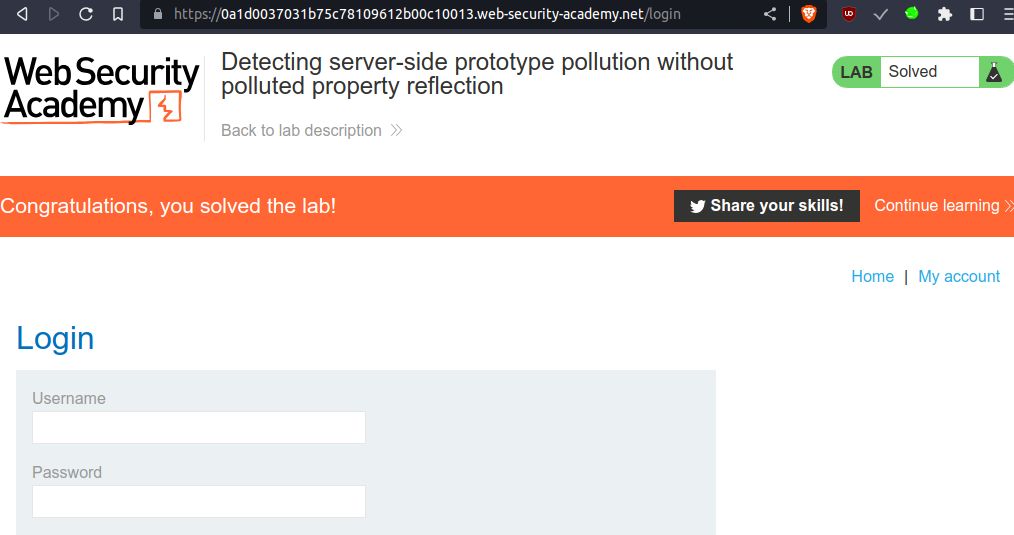 https://0a1d0037031b75c78109612b00c10013.web-security-academy.net/login
Web Security
Academy
Detecting server-side prototype pollution without
polluted property reflection
Back to lab description
LAB Solved
Congratulations, you solved the lab!
Share your skills!
Continue learning
Home | My account
Login
Username
Password